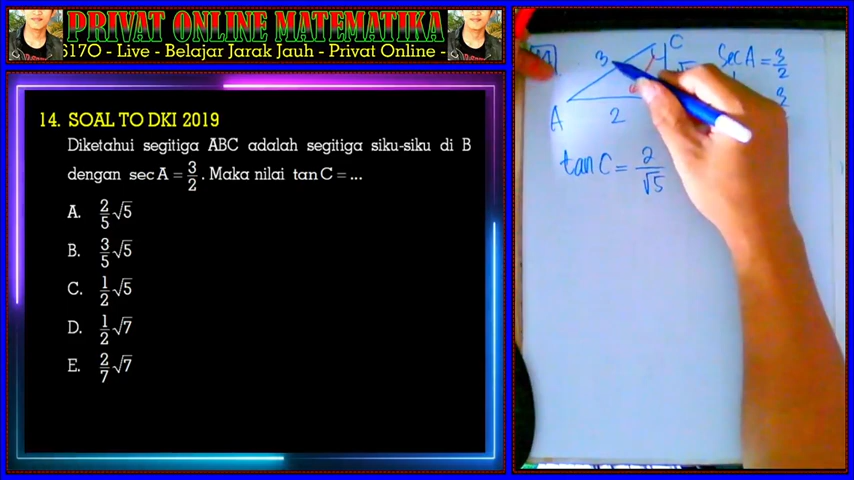 PRIVAT ONLINE MATEMATIKA
S17O - Live - Belajar Jarak Jauh - Privat Online -
14. SOAL TO DKI 2019
Diketahui segitiga ABC adalah segitiga siku-siku di B
dengan sec A = 3/2. Maka nilai tan C = ...
A. 2/5 √5
B. 3/5 √5
C. 1/2 √5
D. 1/2 √7
E. 2/7 √7
3
C
Sec A = 3/2
A
2
tan C = 2/√5